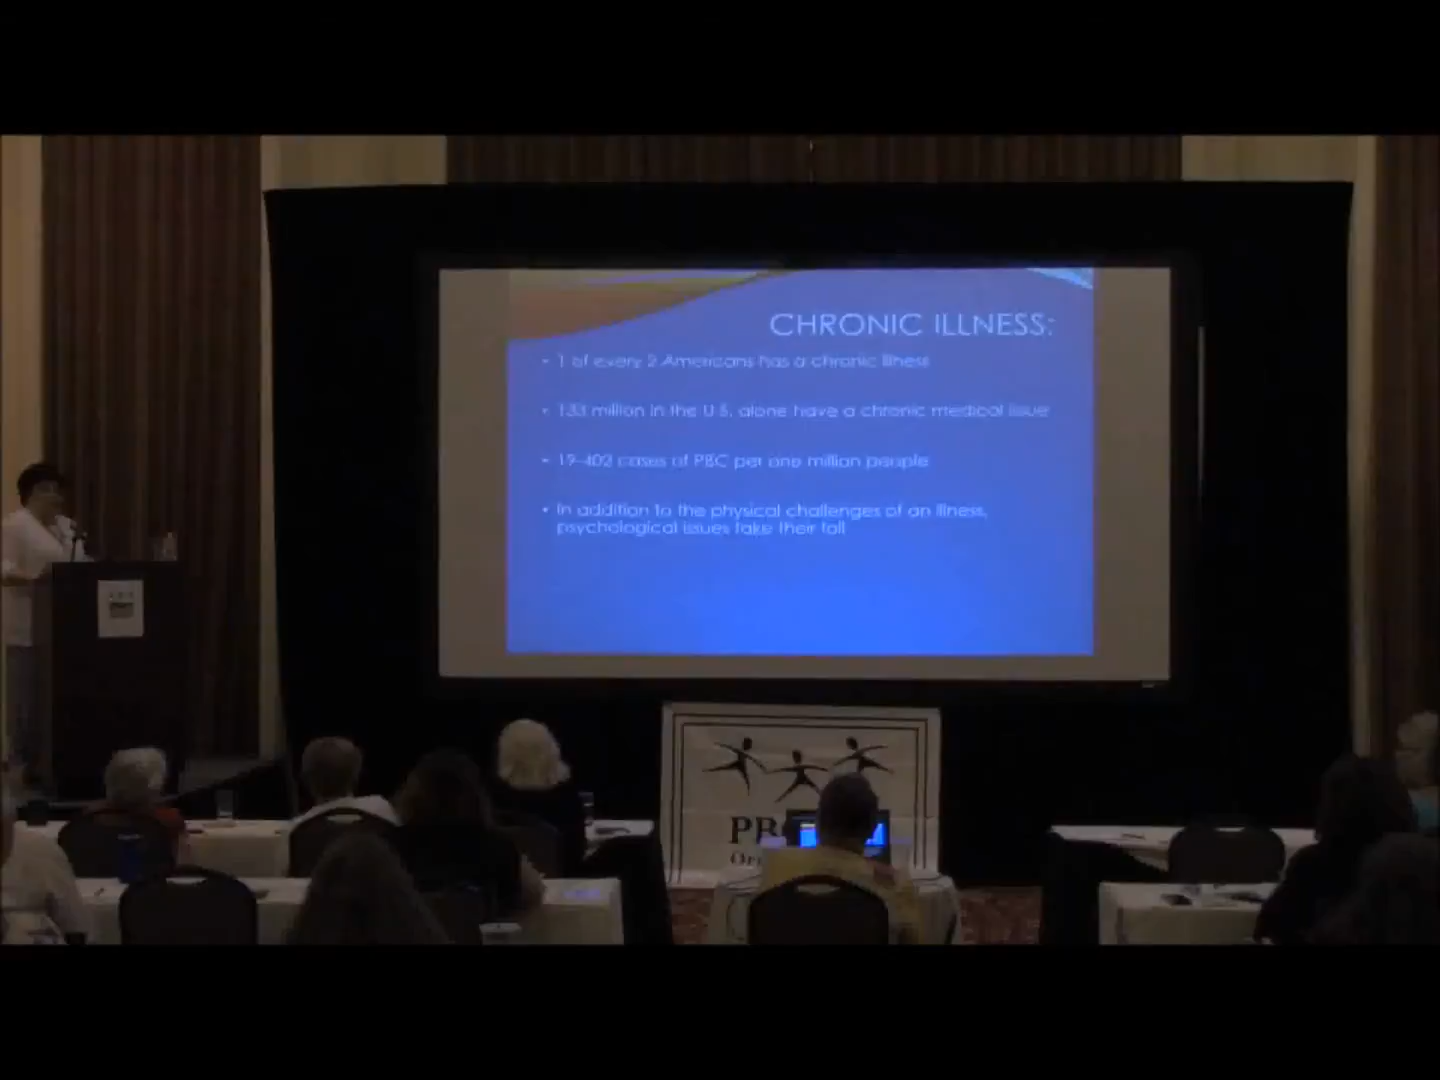 CHRONIC ILLNESS:
• 1 of every 2 Americans has a chronic illness
• 133 million in the U.S. alone have a chronic medical issue
• 19-402 cases of PBC per one million people
• In addition to the physical challenges of an illness,
psychological issues take their toll